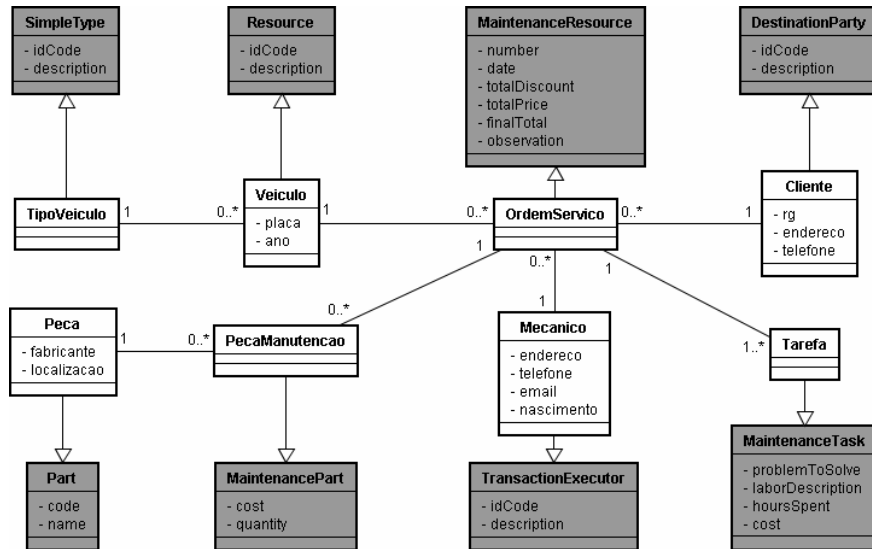 SimpleType
- idCode
- description
Resource
- idCode
- description
MaintenanceResource
- number
- date
- totalDiscount
- totalPrice
- finalTotal
- observation
DestinationParty
- idCode
- description
TipoVeiculo
1
0..*
Veiculo
- placa
- ano
1
0..*
OrdemServico
0..*
1
Cliente
- rg
- endereco
- telefone
1
0..*
0..*
1
1
1..*
Peca
- fabricante
- localizacao
1
0..*
PecaManutencao
Mecanico
- endereco
- telefone
- email
- nascimento
Tarefa
Part
- code
- name
MaintenancePart
- cost
- quantity
TransactionExecutor
- idCode
- description
MaintenanceTask
- problemToSolve
- laborDescription
- hoursSpent
- cost